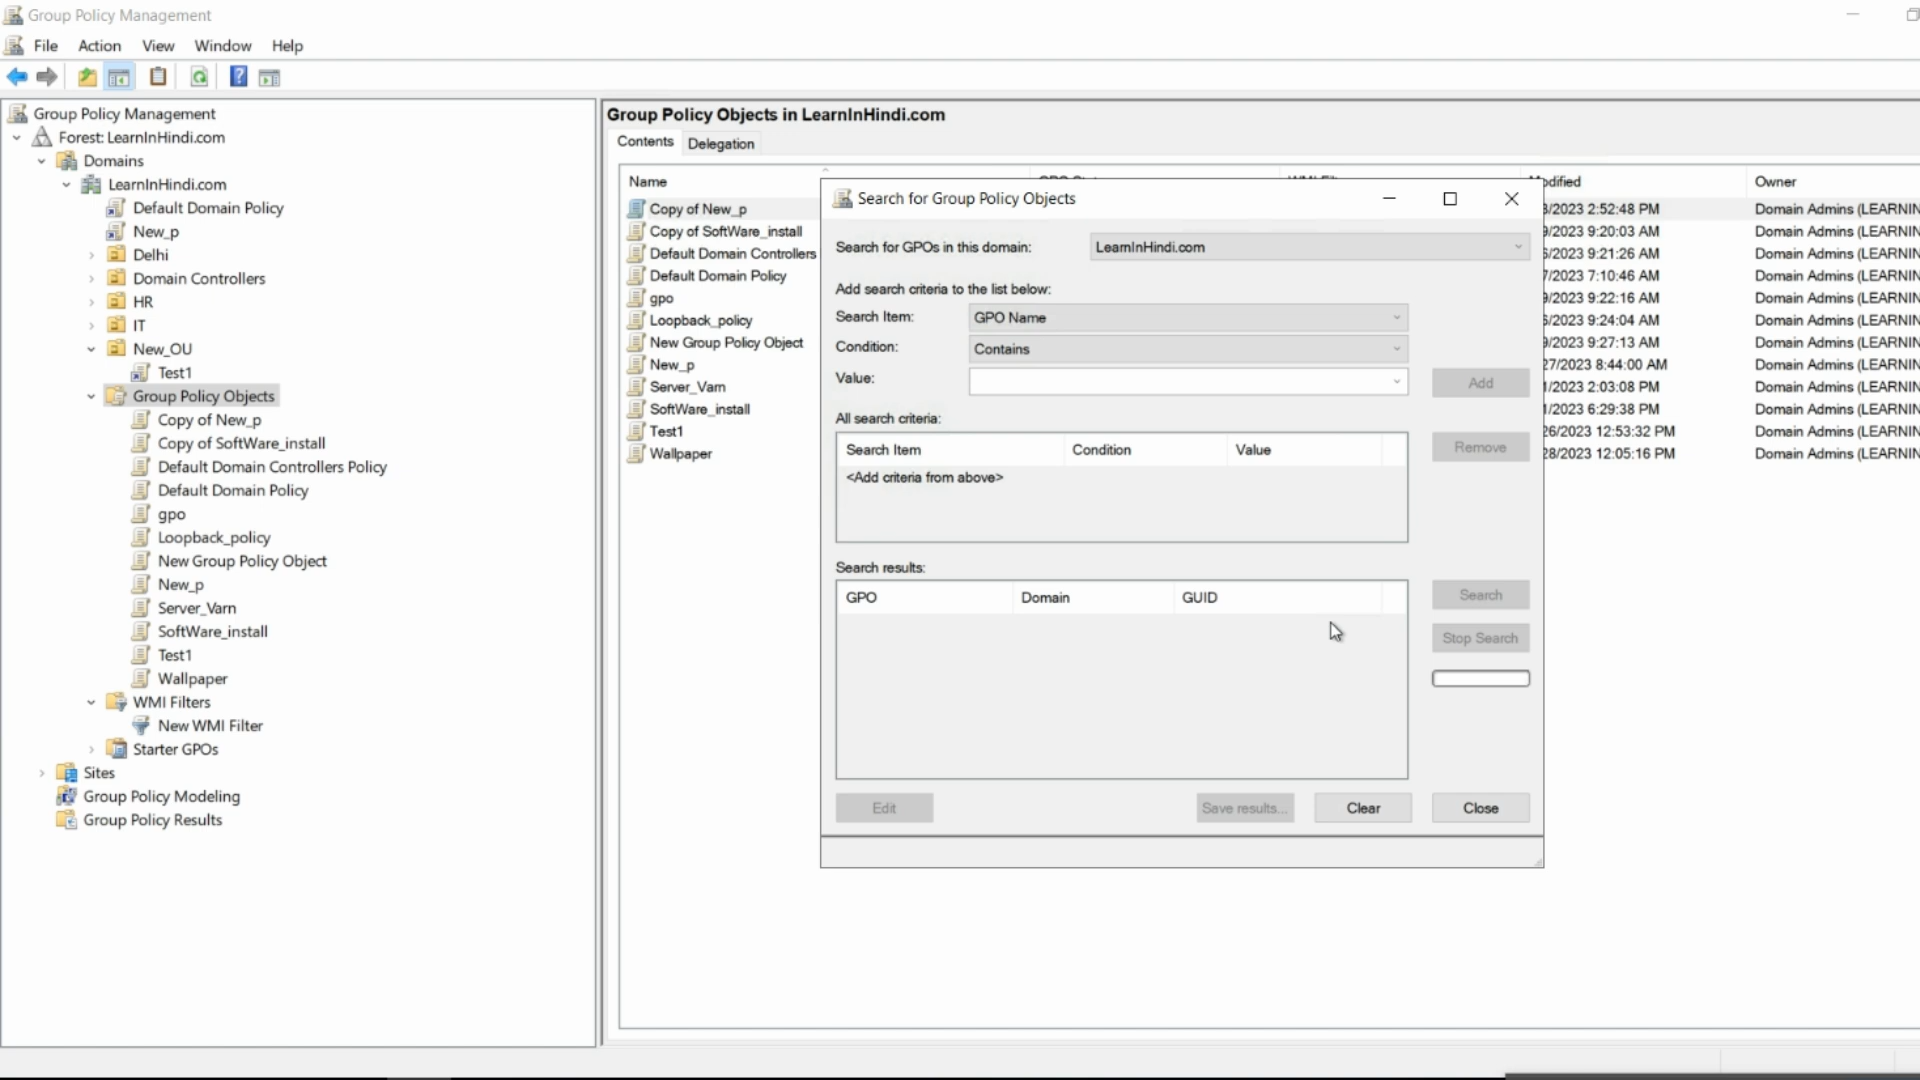 Group Policy Management
File Action View Window Help
Group Policy Management
Forest: LearnInHindi.com
Domains
LearnInHindi.com
Default Domain Policy
New_p
Delhi
Domain Controllers
HR
IT
New_OU
Test1
Group Policy Objects
Copy of New_p
Copy of SoftWare_install
Default Domain Controllers Policy
Default Domain Policy
gpo
Loopback_policy
New Group Policy Object
New_p
Server_Varn
SoftWare_install
Test1
Wallpaper
WMI Filters
New WMI Filter
Starter GPOs
Sites
Group Policy Modeling
Group Policy Results
Group Policy Objects in LearnInHindi.com
Contents Delegation
Name Modified Owner
Copy of New_p 3/2023 2:52:48 PM Domain Admins (LEARNIN
Copy of SoftWare_install 9/2023 9:20:03 AM Domain Admins (LEARNIN
Default Domain Controllers 6/2023 9:21:26 AM Domain Admins (LEARNIN
Default Domain Policy 7/2023 7:10:46 AM Domain Admins (LEARNIN
gpo 9/2023 9:22:16 AM Domain Admins (LEARNIN
Loopback_policy 6/2023 9:24:04 AM Domain Admins (LEARNIN
New Group Policy Object 9/2023 9:27:13 AM Domain Admins (LEARNIN
New_p 27/2023 8:44:00 AM Domain Admins (LEARNIN
Server_Varn 1/2023 2:03:08 PM Domain Admins (LEARNIN
SoftWare_install 1/2023 6:29:38 PM Domain Admins (LEARNIN
Test1 26/2023 12:53:32 PM Domain Admins (LEARNIN
Wallpaper 28/2023 12:05:16 PM Domain Admins (LEARNIN
Search for Group Policy Objects
Search for GPOs in this domain: LearnInHindi.com
Add search criteria to the list below:
Search Item: GPO Name
Condition: Contains
Value: Add
All search criteria:
Search Item Condition Value Remove
<Add criteria from above>
Search results:
GPO Domain GUID Search
Stop Search
Edit Save results... Clear Close